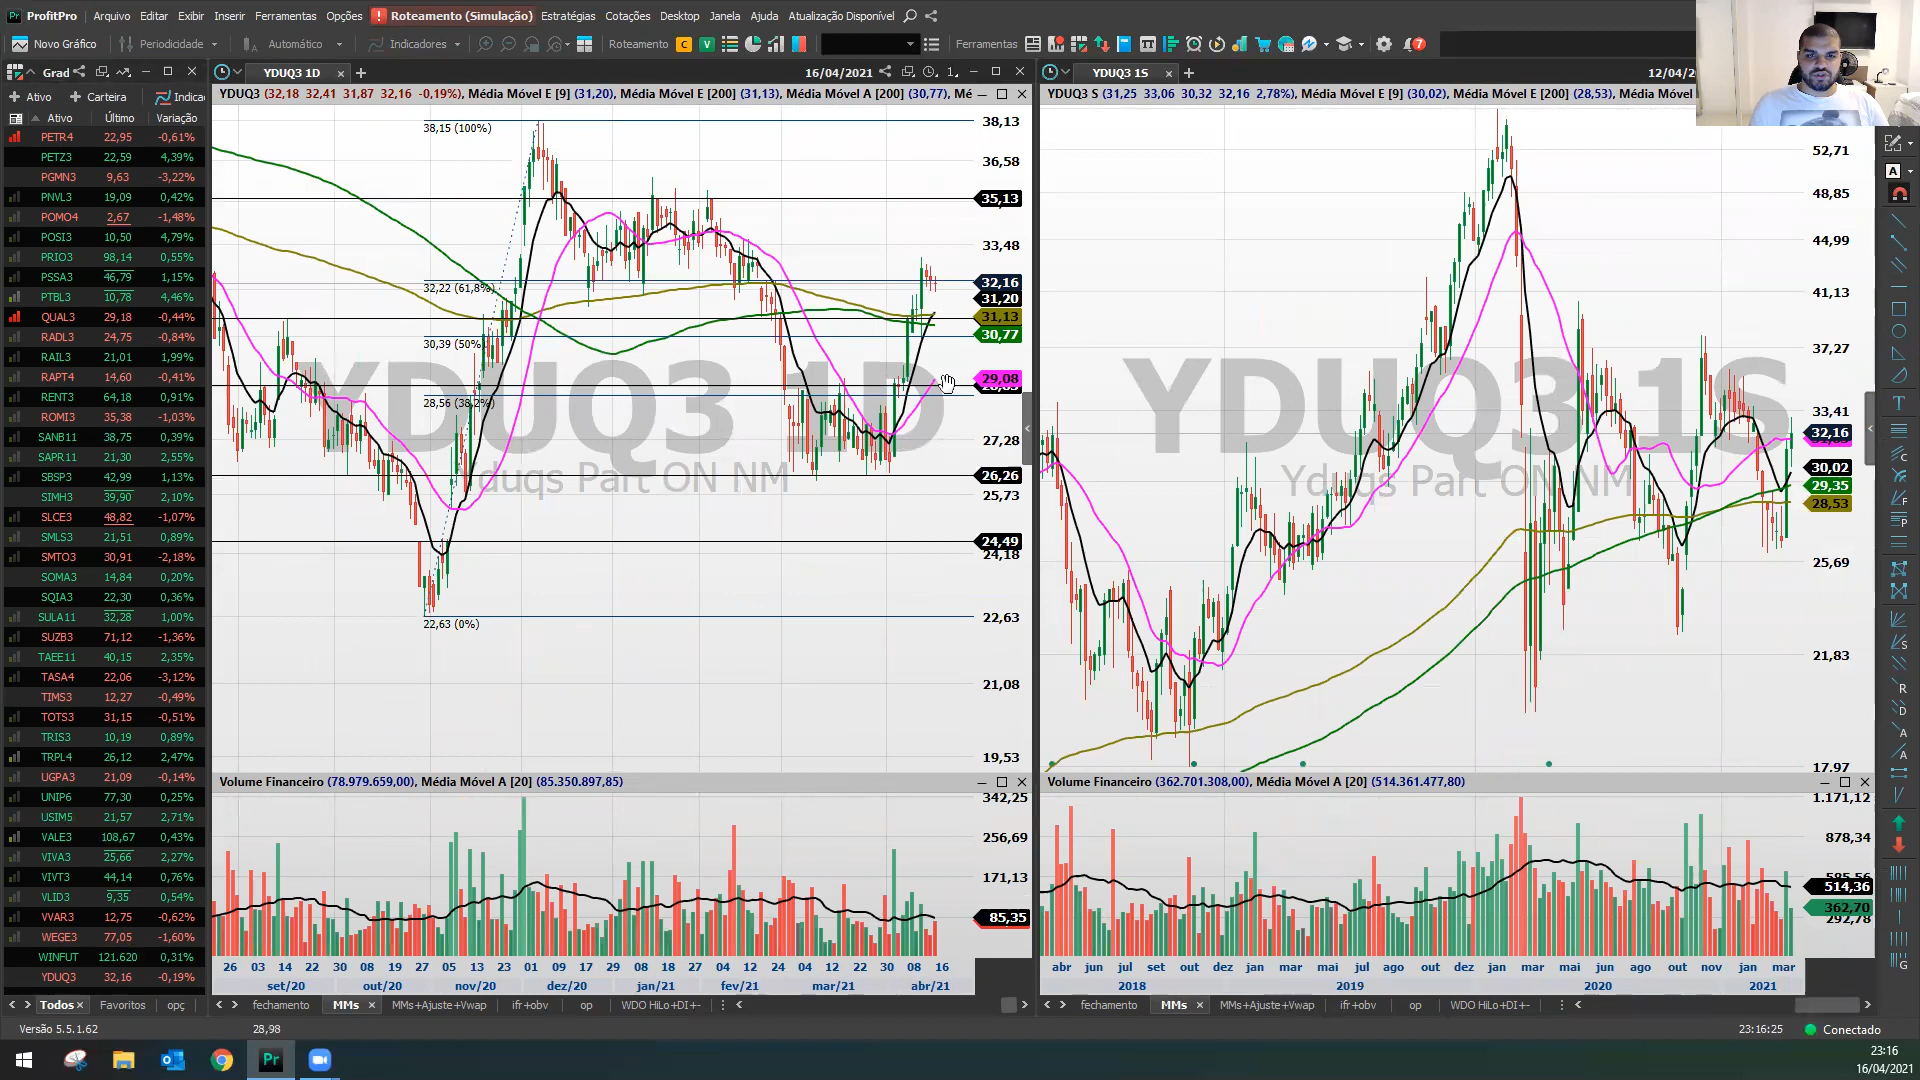 ProfitPro Arquivo Editar Exibir Inserir Ferramentas Opções Roteamento (Simulação) Estratégias Cotações Desktop Janela Ajuda Atualização Disponível
Novo Gráfico Periodicidade Automático Indicadores Roteamento C V Ferramentas 7
Grad
YDUQ3 1D 16/04/2021 1
YDUQ3 1S 12/04/2
Ativo Carteira Indica
Ativo Último Variação
PETR4 22,95 -0,61%
PETZ3 22,59 4,39%
PGMN3 9,63 -3,22%
PNVL3 19,09 0,42%
POMO4 2,67 -1,48%
POSI3 10,50 4,79%
PRIO3 98,14 0,55%
PSSA3 46,79 1,15%
PTBL3 10,78 4,46%
QUAL3 29,18 -0,44%
RADL3 24,75 -0,84%
RAIL3 21,01 1,99%
RAPT4 14,60 -0,41%
RENT3 64,18 0,91%
ROMI3 35,38 -1,03%
SANB11 38,75 0,39%
SAPR11 21,30 2,55%
SBSP3 42,99 1,13%
SIMH3 39,90 2,10%
SLCE3 48,82 -1,07%
SMLS3 21,51 0,89%
SMTO3 30,91 -2,18%
SOMA3 14,84 0,20%
SQIA3 22,30 0,36%
SULA11 32,28 1,00%
SUZB3 71,12 -1,36%
TAEE11 40,15 2,35%
TASA4 22,06 -3,12%
TIMS3 12,27 -0,49%
TOTS3 31,15 -0,51%
TRIS3 10,19 0,89%
TRPL4 26,12 2,47%
UGPA3 21,09 -0,14%
UNIP6 77,30 0,25%
USIM5 21,57 2,71%
VALE3 108,67 0,43%
VIVA3 25,66 2,27%
VIVT3 44,14 0,76%
VLID3 9,35 0,54%
VVAR3 12,75 -0,62%
WEGE3 77,05 -1,60%
WINFUT 121.620 0,31%
YDUQ3 32,16 -0,19%
Todos Favoritos opç
YDUQ3 (32,18 32,41 31,87 32,16 -0,19%), Média Móvel E [9] (31,20), Média Móvel E [200] (31,13), Média Móvel A [200] (30,77), Mé
38,15 (100%)
32,22 (61,8%)
30,39 (50%)
28,56 (38,2%)
22,63 (0%)
YDUQ3 1D
Yduqs Part ON NM
38,13
36,58
35,13
33,48
32,16
31,20
31,13
30,77
29,08
27,28
26,26
25,73
24,49
24,18
22,63
21,08
19,53
Volume Financeiro (78.979.659,00), Média Móvel A [20] (85.350.897,85)
342,25
256,69
171,13
85,35
26 03 14 22 30 08 19 27 05 13 23 01 09 17 28 08 18 27 04 12 24 04 12 22 30 08 16
set/20 out/20 nov/20 dez/20 jan/21 fev/21 mar/21 abr/21
fechamento MMs MMs+Ajuste+Vwap ifr+obv op WDO HiLo+DI+-
YDUQ3 S (31,25 33,06 30,32 32,16 2,78%), Média Móvel E [9] (30,02), Média Móvel E [200] (28,53), Média Móvel
YDUQ3 1S
Yduqs Part ON NM
52,71
48,85
44,99
41,13
37,27
33,41
32,16
30,02
29,35
28,53
25,69
21,83
17,97
Volume Financeiro (362.701.308,00), Média Móvel A [20] (514.361.477,80)
1.171,12
878,34
585,56
514,36
362,70
292,78
abr jun jul set out dez jan mar mai jul ago out dez jan mar abr jun ago out nov jan mar
2018 2019 2020 2021
fechamento MMs MMs+Ajuste+Vwap ifr+obv op WDO HiLo+DI+-
Versão 5.5.1.62 28,98 23:16:25 Conectado
23:16
16/04/2021